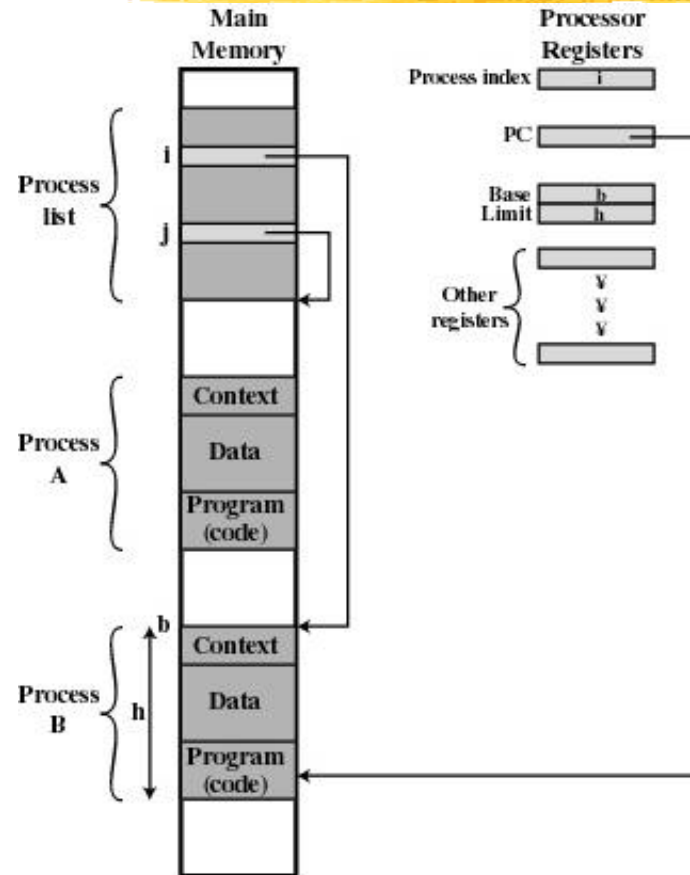 Main
Memory
Processor
Registers
Process index
i
PC
Base
b
Limit
h
Other
registers
¥
¥
¥
Process
list
i
j
Process
A
Context
Data
Program
(code)
b
Process
B
h
Context
Data
Program
(code)